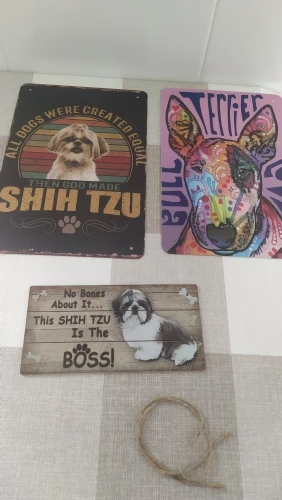 ALL DOGS WERE CREATED EQUAL
THEN GOD MADE
SHIH TZU
BULL
TERRIER
No Bones
About It...
This SHIH TZU
Is The
BOSS!